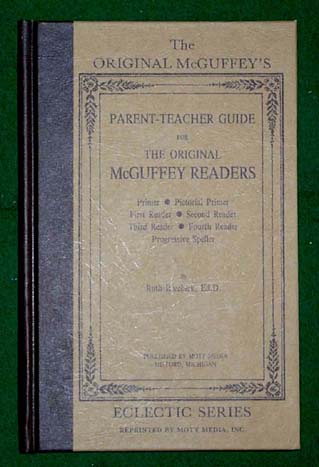 The
ORIGINAL McGUFFEY'S
PARENT-TEACHER GUIDE
FOR
THE ORIGINAL
McGUFFEY READERS
Primer • Pictorial Primer
First Reader • Second Reader
Third Reader • Fourth Reader
Progressive Speller
By
Ruth Beechick, Ed.D.
PUBLISHED BY MOTT MEDIA
MILFORD, MICHIGAN
ECLECTIC SERIES
REPRINTED BY MOTT MEDIA, INC.